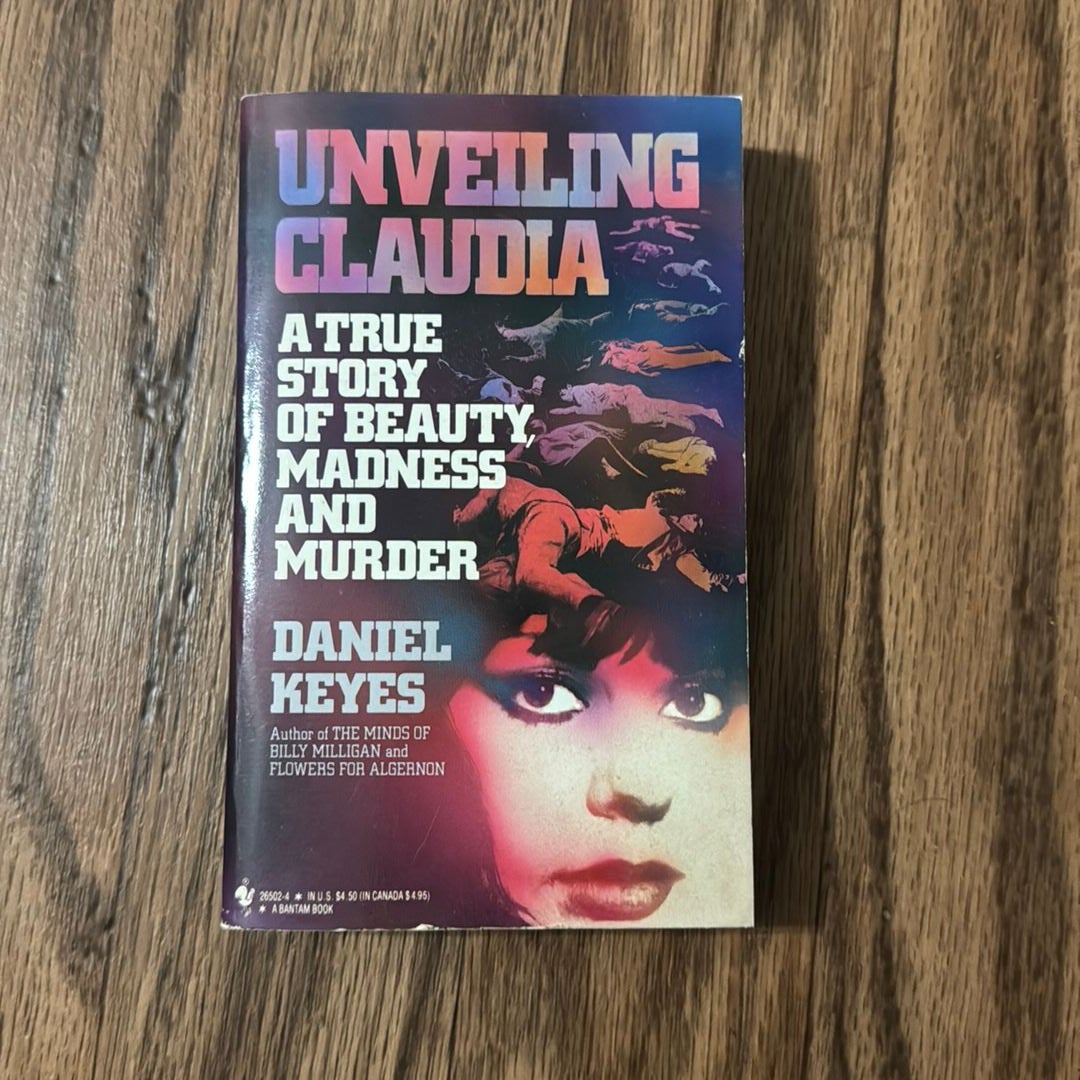 UNVEILING
CLAUDIA
A TRUE
STORY
OF BEAUTY,
MADNESS
AND
MURDER
DANIEL
KEYES
Author of THE MINDS OF
BILLY MILLIGAN and
FLOWERS FOR ALGERNON
®
26502-4 ★ IN U.S. $4.50 (IN CANADA $4.95)
★ A BANTAM BOOK